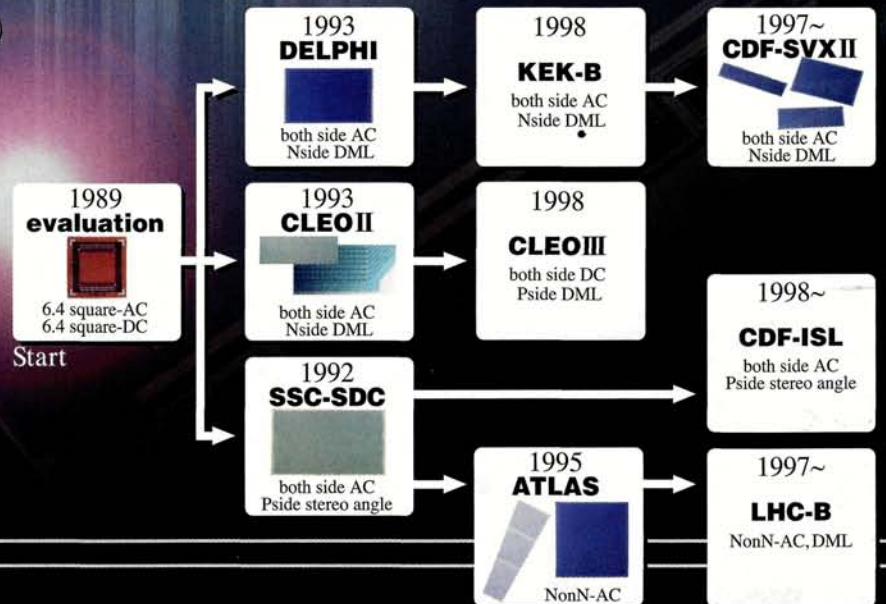 1989
evaluation
6.4 square-AC
6.4 square-DC
Start
1993
DELPHI
both side AC
Nside DML
1998
KEK-B
both side AC
Nside DML
1997~
CDF-SVXII
both side AC
Nside DML
1993
CLEOII
both side AC
Nside DML
1998
CLEOIII
both side DC
Pside DML
1992
SSC-SDC
both side AC
Pside stereo angle
1998~
CDF-ISL
both side AC
Pside stereo angle
1995
ATLAS
NonN-AC
1997~
LHC-B
NonN-AC, DML